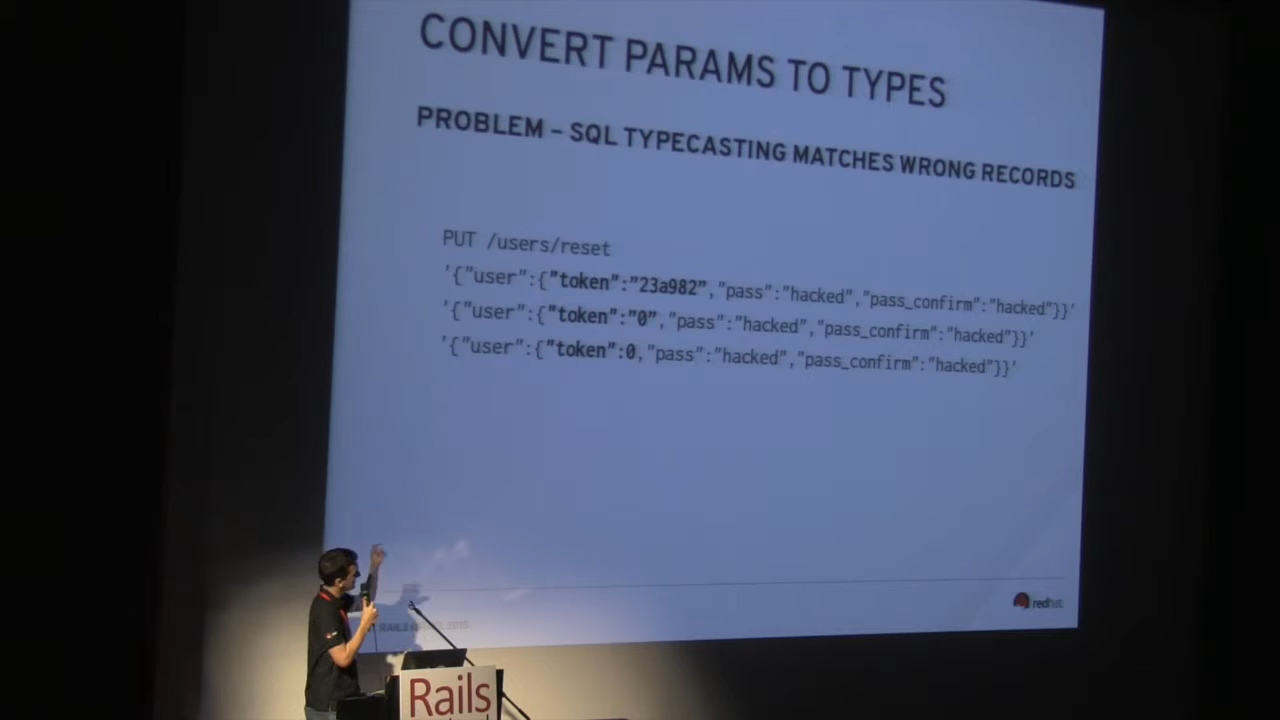 CONVERT PARAMS TO TYPES
PROBLEM – SQL TYPECASTING MATCHES WRONG RECORDS
PUT /users/reset
'{"user":{"token":"23a982","pass":"hacked","pass_confirm":"hacked"}}'
'{"user":{"token":"0","pass":"hacked","pass_confirm":"hacked"}}'
'{"user":{"token":0,"pass":"hacked","pass_confirm":"hacked"}}'
redhat
Rails